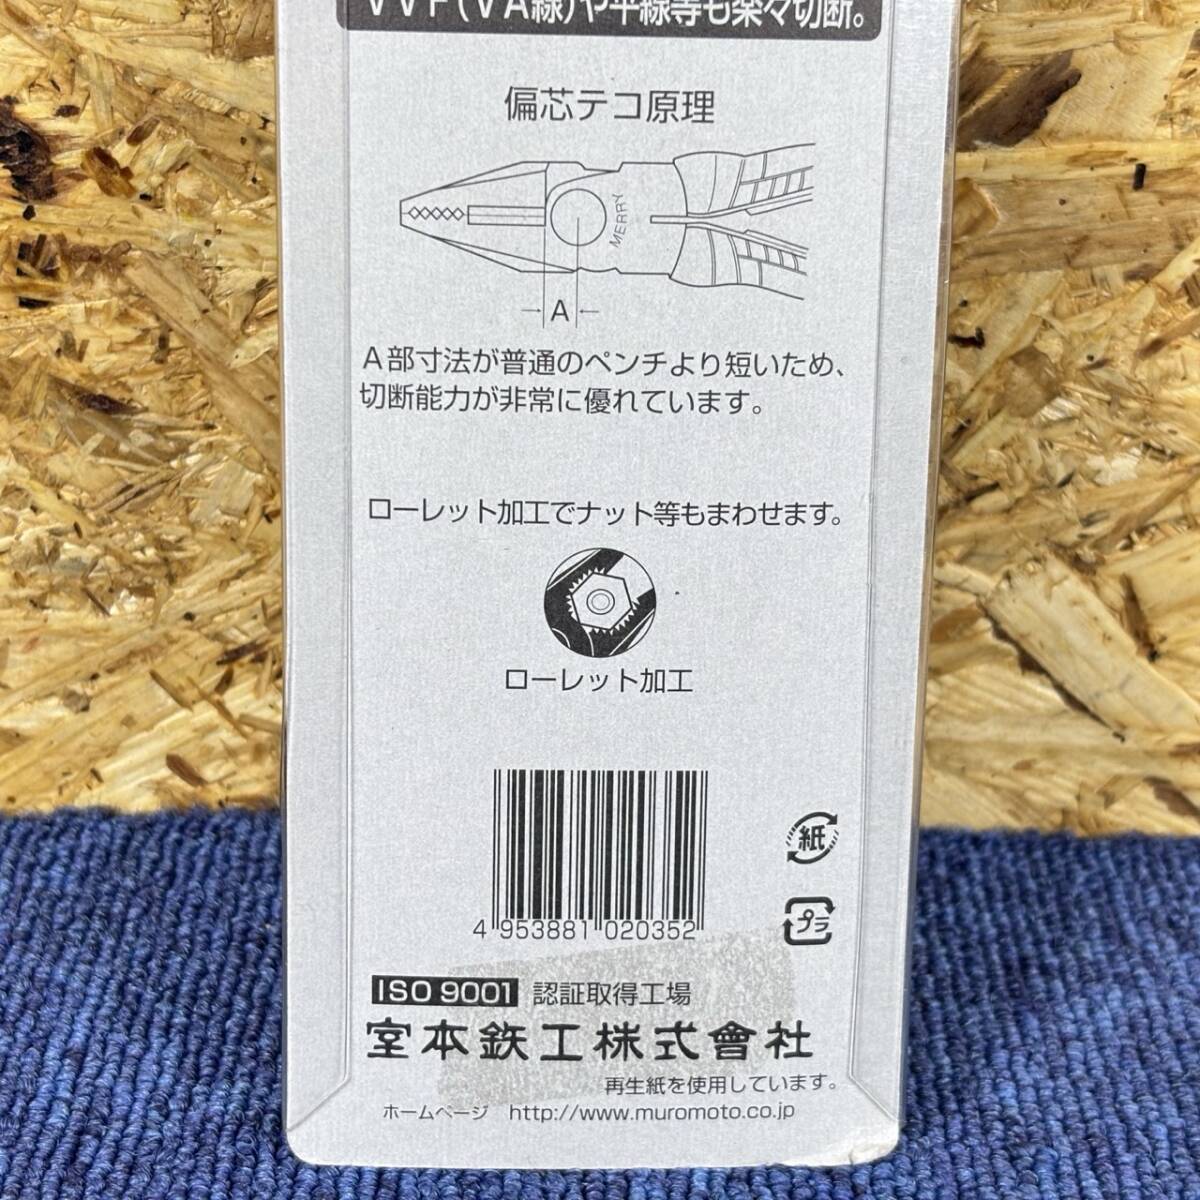 VVF(VA線)や平線等も楽々切断。
偏芯テコ原理
MERRY
A
A部寸法が普通のペンチより短いため、
切断能力が非常に優れています。
ローレット加工でナット等もまわせます。
ローレット加工
紙
プラ
4 953881 020352
ISO 9001 認証取得工場
室本鉄工株式會社
再生紙を使用しています。
ホームページ http://www.muromoto.co.jp